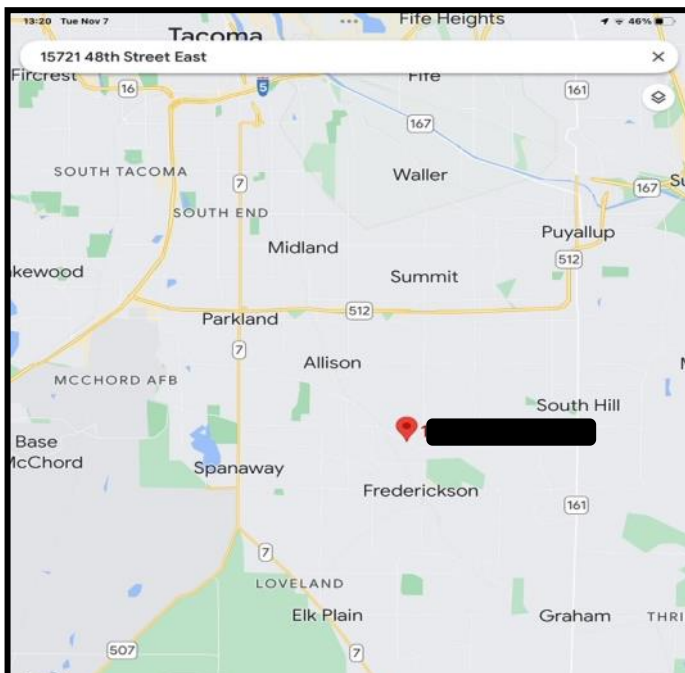 13:20 Tue Nov 7
46%
Tacoma
Fife Heights
15721 48th Street East
Fircrest
16
5
Fife
161
167
SOUTH TACOMA
7
Waller
167
SOUTH END
Puyallup
Midland
512
akewood
Summit
512
Parkland
7
Allison
MCCHORD AFB
South Hill
Base
McChord
Spanaway
Frederickson
161
7
LOVELAND
Elk Plain
Graham
THRI
507
7